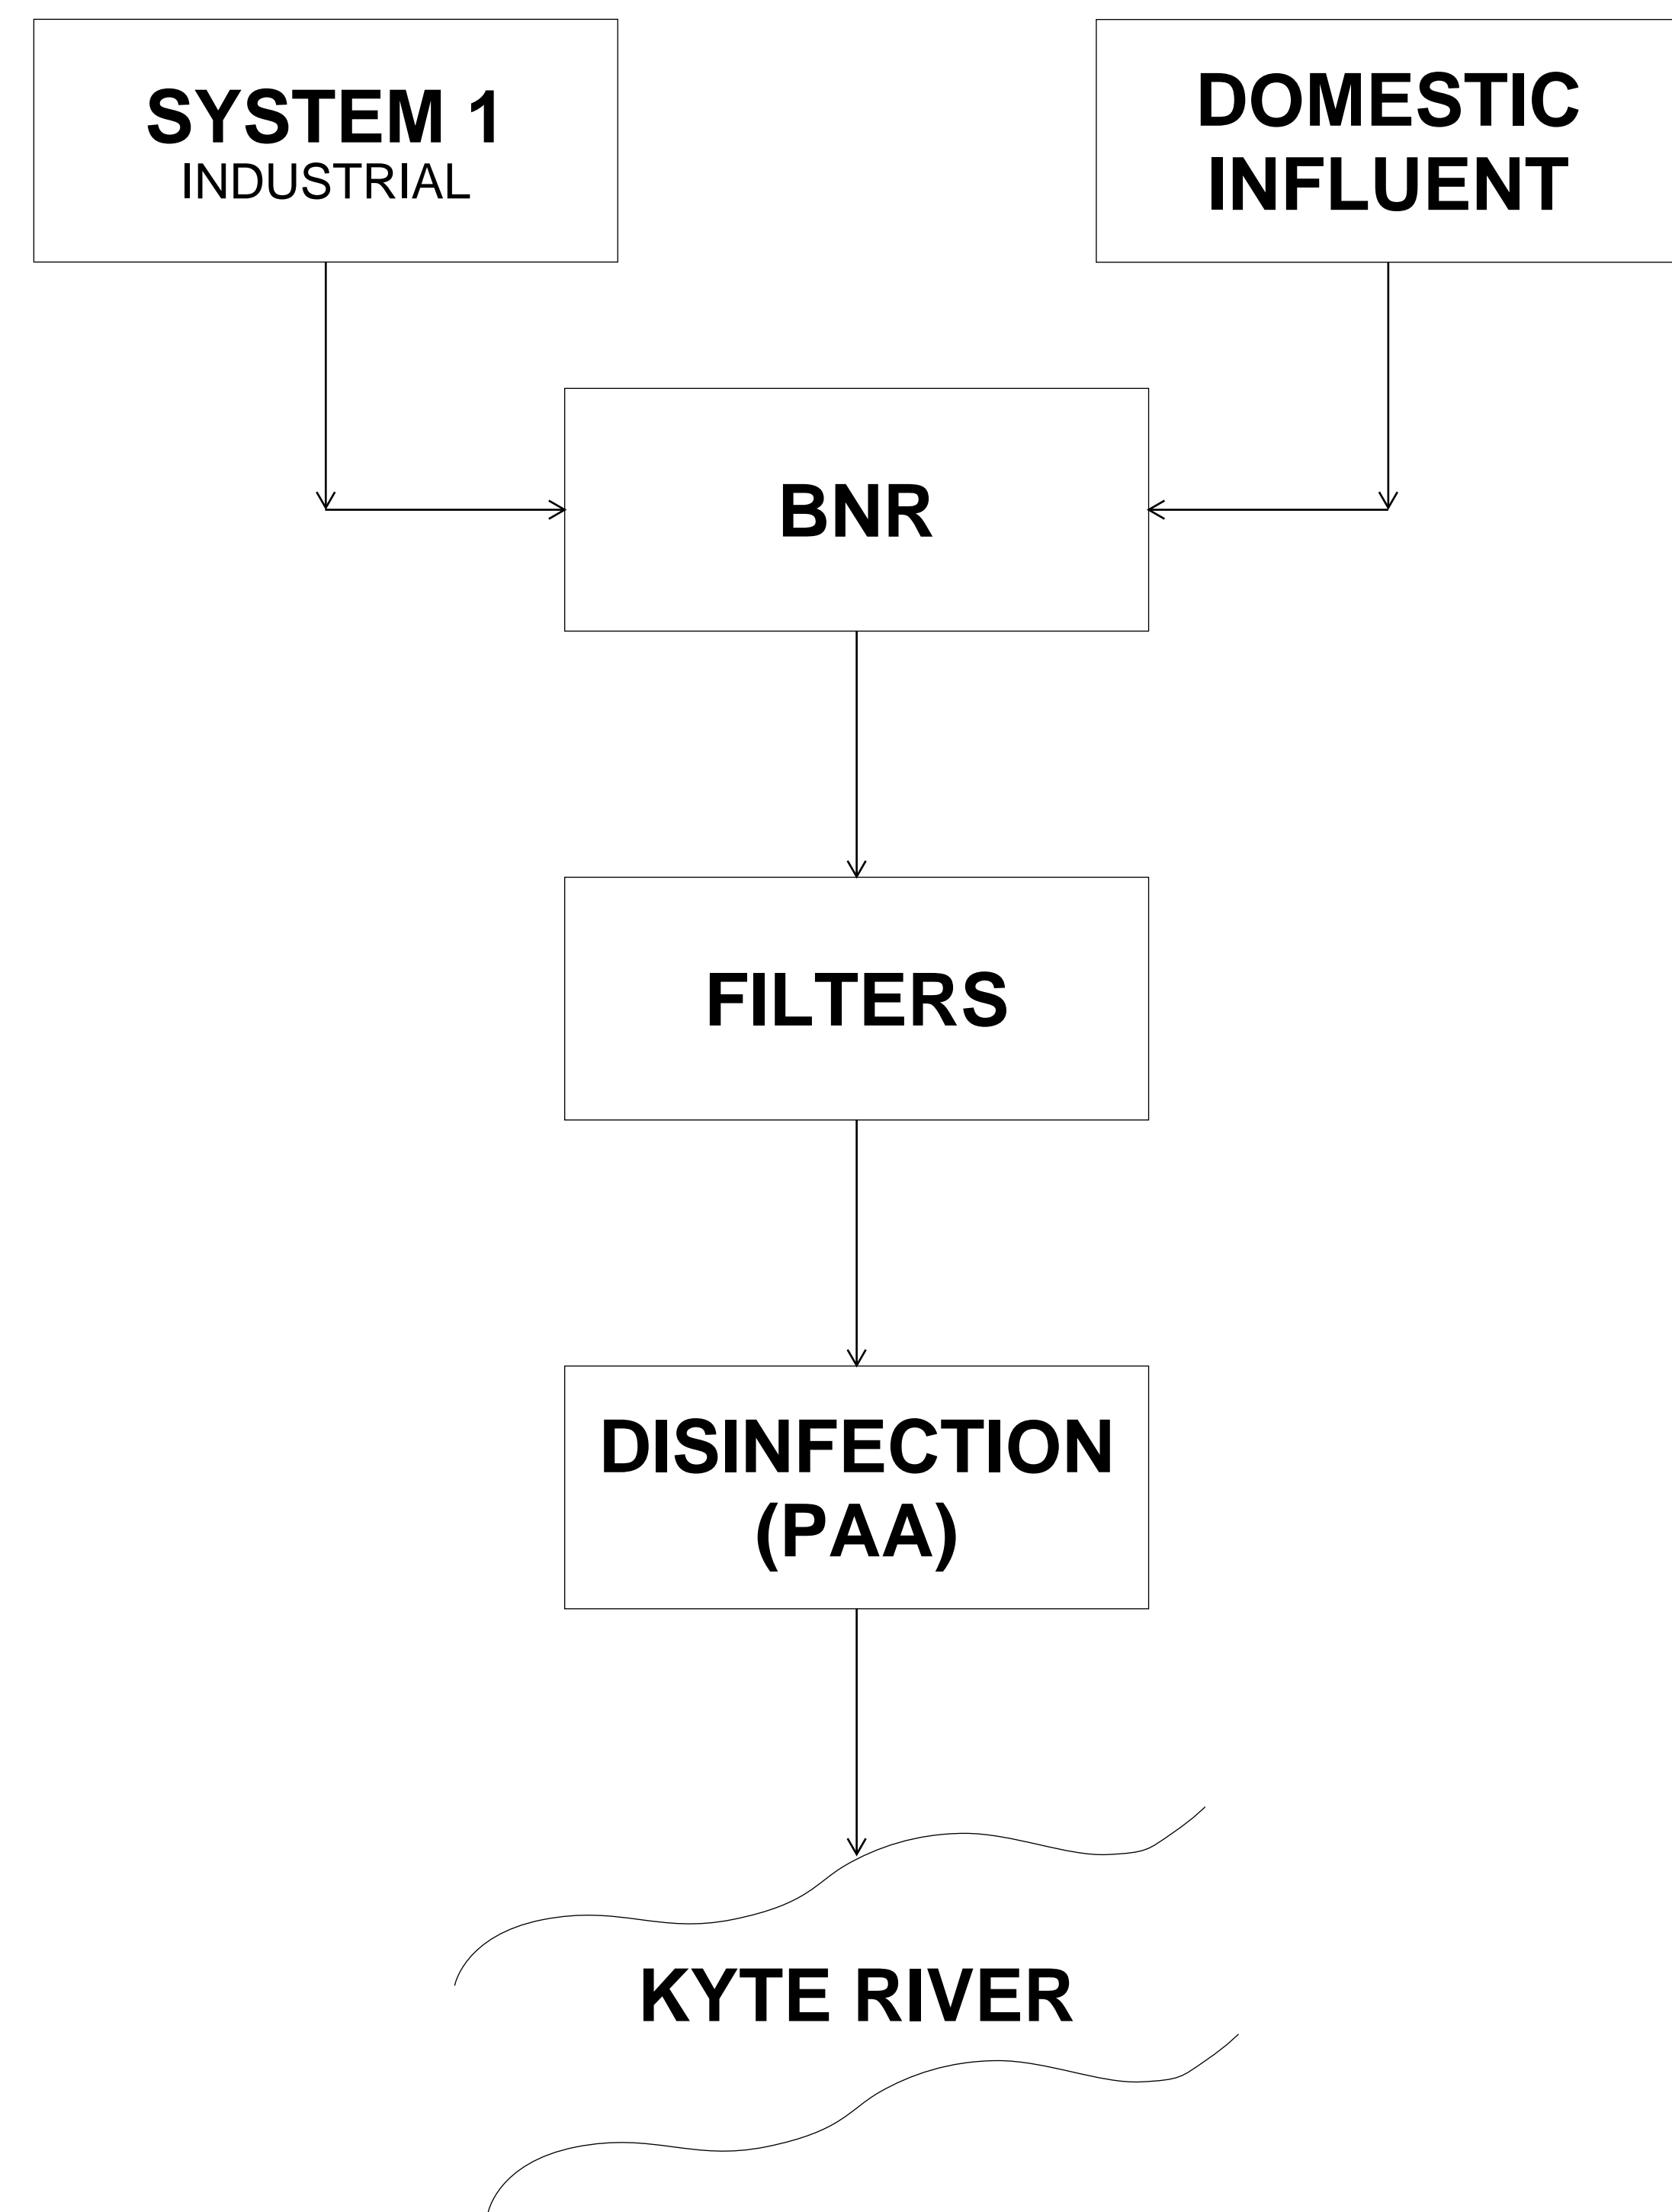 SYSTEM 1
INDUSTRIAL
DOMESTIC
INFLUENT
BNR
FILTERS
DISINFECTION
(PAA)
KYTE RIVER